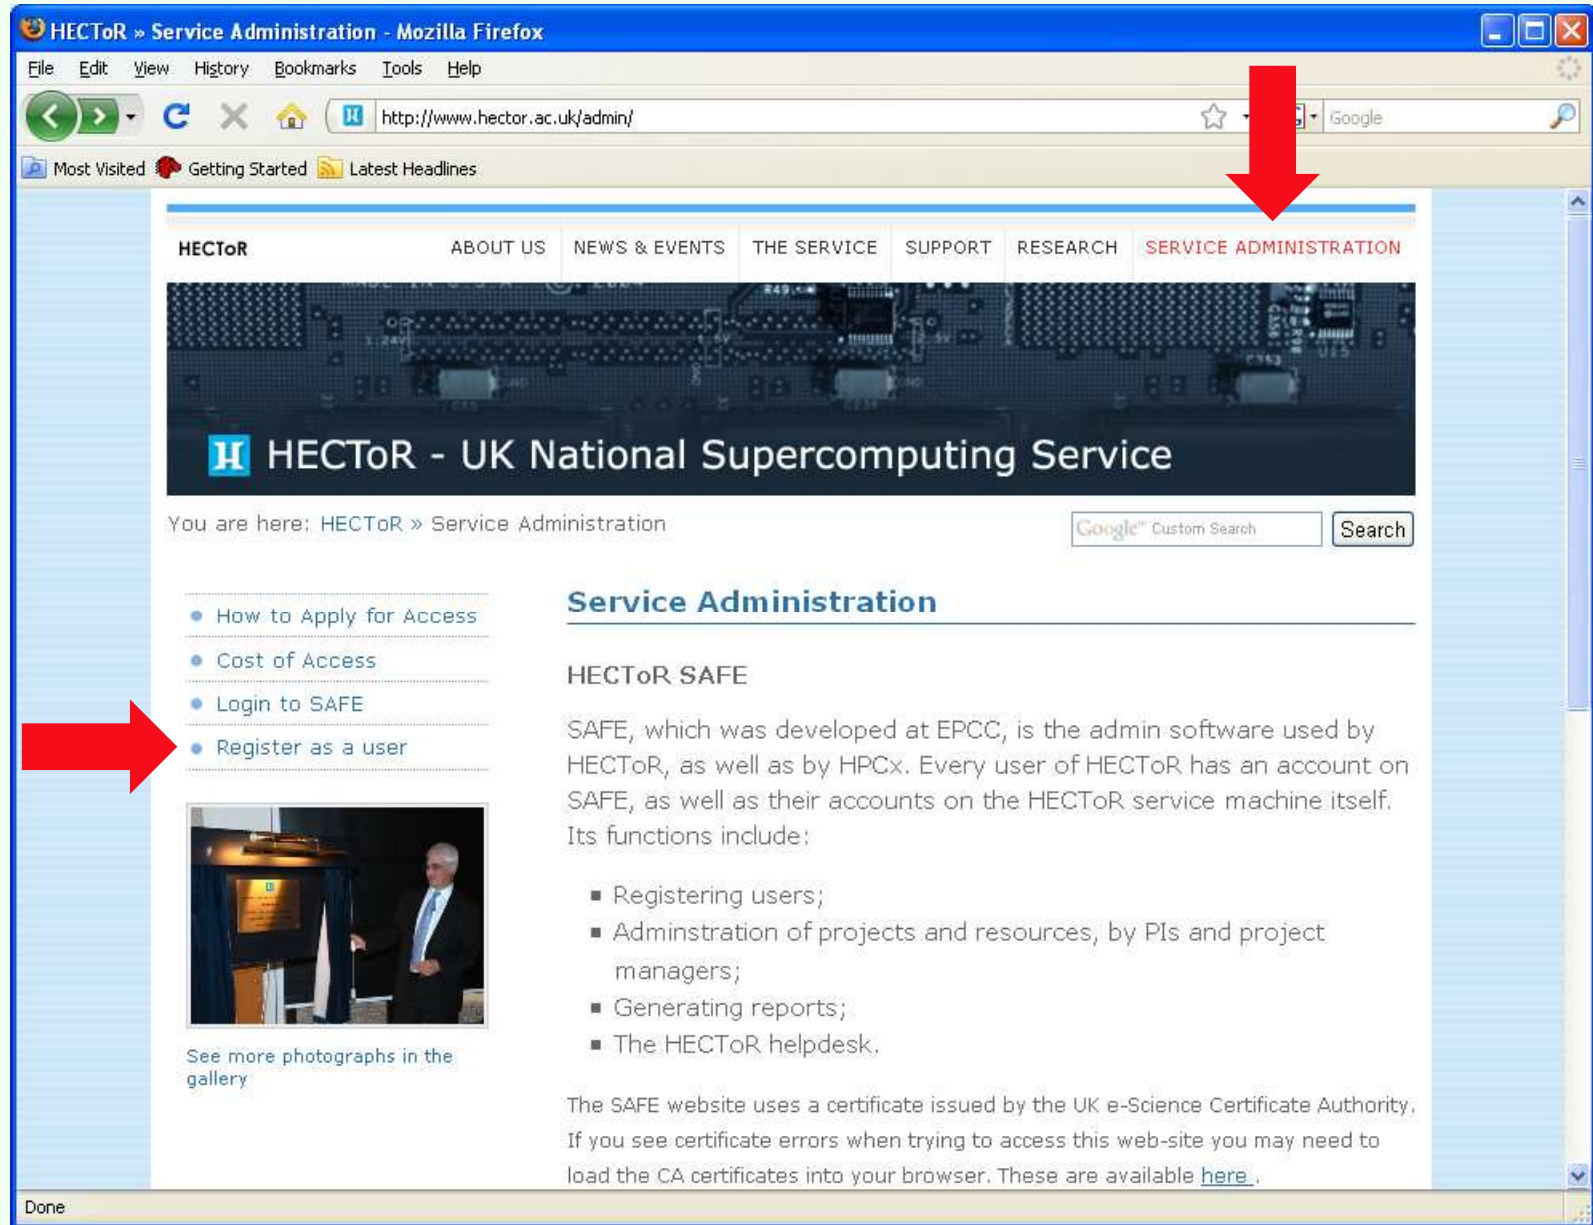 HECToR » Service Administration - Mozilla Firefox
File Edit View History Bookmarks Tools Help
http://www.hector.ac.uk/admin/ Google
Most Visited Getting Started Latest Headlines
HECToR ABOUT US NEWS & EVENTS THE SERVICE SUPPORT RESEARCH SERVICE ADMINISTRATION
R49
HECToR - UK National Supercomputing Service
You are here: HECToR » Service Administration
Google™ Custom Search Search
How to Apply for Access
Cost of Access
Login to SAFE
Register as a user
See more photographs in the
gallery
Service Administration
HECToR SAFE
SAFE, which was developed at EPCC, is the admin software used by
HECToR, as well as by HPCx. Every user of HECToR has an account on
SAFE, as well as their accounts on the HECToR service machine itself.
Its functions include:
Registering users;
Adminstration of projects and resources, by PIs and project
managers;
Generating reports;
The HECToR helpdesk.
The SAFE website uses a certificate issued by the UK e-Science Certificate Authority.
If you see certificate errors when trying to access this web-site you may need to
load the CA certificates into your browser. These are available here .
Done